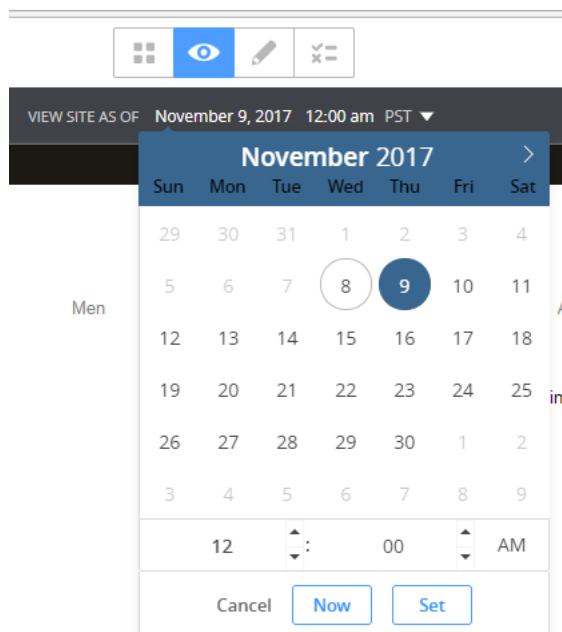 VIEW SITE AS OF November 9, 2017 12:00 am PST
November 2017
Sun Mon Tue Wed Thu Fri Sat
29 30 31 1 2 3 4
5 6 7 8 9 10 11
Men
12 13 14 15 16 17 18
19 20 21 22 23 24 25
26 27 28 29 30 1 2
3 4 5 6 7 8 9
12 : 00 AM
Cancel Now Set